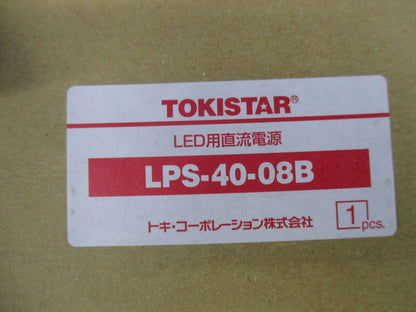 TOKISTAR®
LED用直流電源
LPS-40-08B
トキ・コーポレーション株式会社
1 pcs.